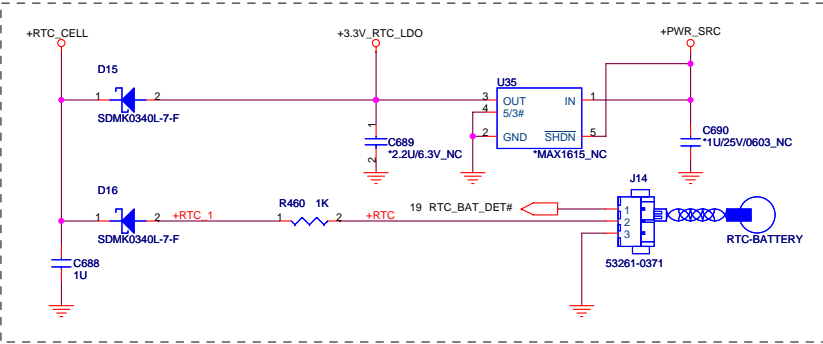 +RTC_CELL
+3.3V_RTC_LDO
+PWR_SRC
D15
1
2
SDMK0340L-7-F
U35
3
OUT
IN
1
4
5/3#
2
GND
SHDN
5
*MAX1615_NC
1
C689
*2.2U/6.3V_NC
2
C690
*1U/25V/0603_NC
D16
1
2
+RTC_1
SDMK0340L-7-F
R460 1K
1
2
+RTC
19 RTC_BAT_DET#
J14
1
2
3
53261-0371
RTC-BATTERY
C688
1U